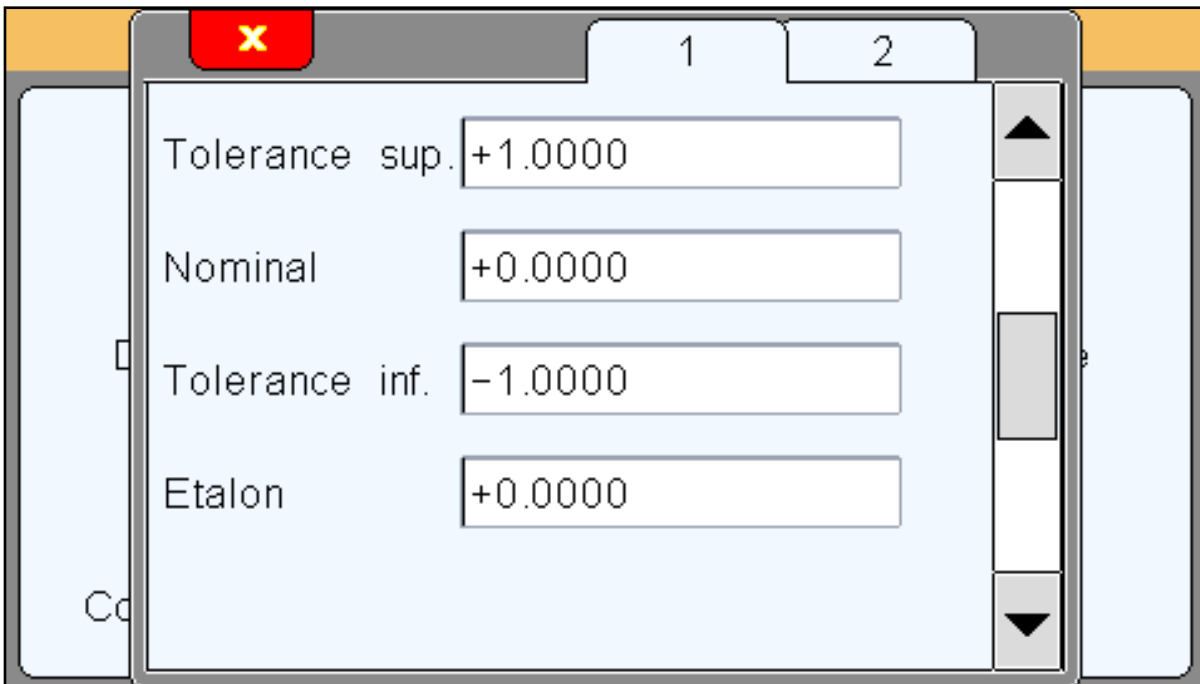 x
1 2
Tolerance sup. +1.0000
Nominal +0.0000
Tolerance inf. -1.0000
Etalon +0.0000